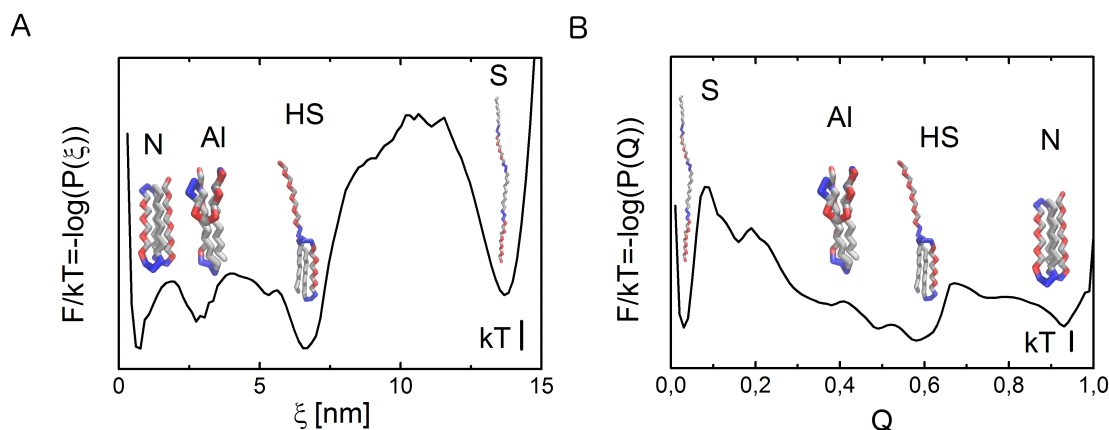 A
F/kT=-log(P(ξ))
N
Al
HS
S
kT
0
5
10
15
ξ [nm]
B
F/kT=-log(P(Q))
S
Al
HS
N
kT
0,0
0,2
0,4
0,6
0,8
1,0
Q